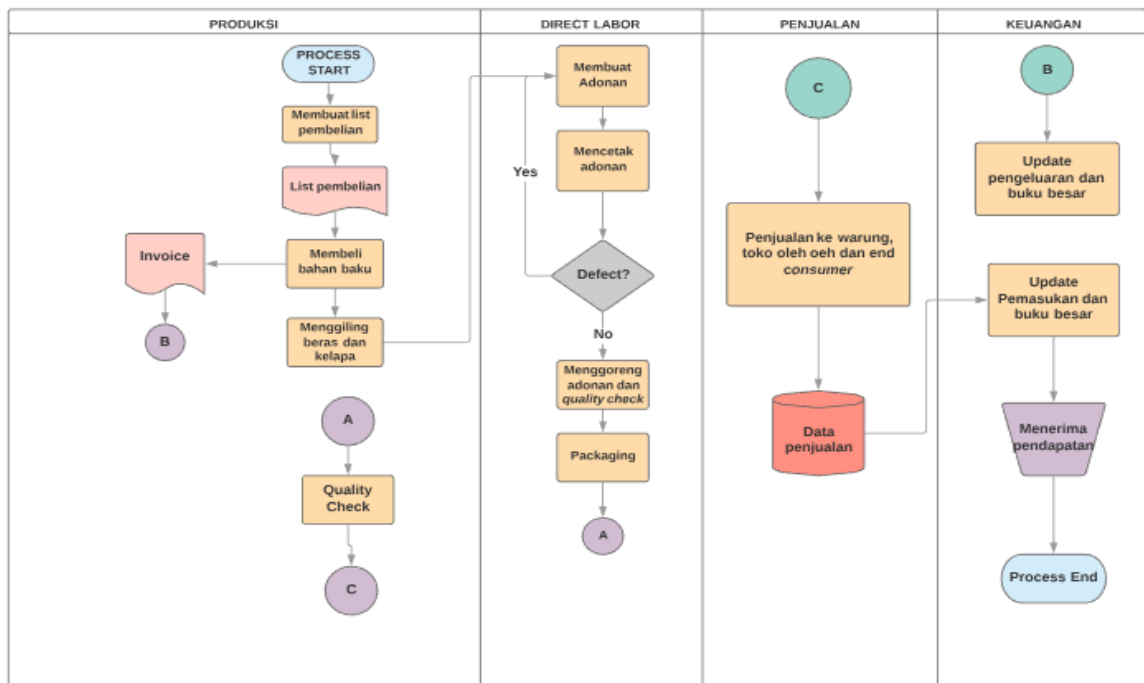 PRODUKSI
DIRECT LABOR
PENJUALAN
KEUANGAN
PROCESS
START
Membuat list
pembelian
List pembelian
Invoice
Membeli
bahan baku
B
Menggiling
beras dan
kelapa
A
Quality
Check
C
Membuat
Adonan
Mencetak
adonan
Yes
Defect?
No
Menggoreng
adonan dan
quality check
Packaging
A
C
Penjualan ke warung,
toko oleh oeh dan end
consumer
Data
penjualan
B
Update
pengeluaran dan
buku besar
Update
Pemasukan dan
buku besar
Menerima
pendapatan
Process End